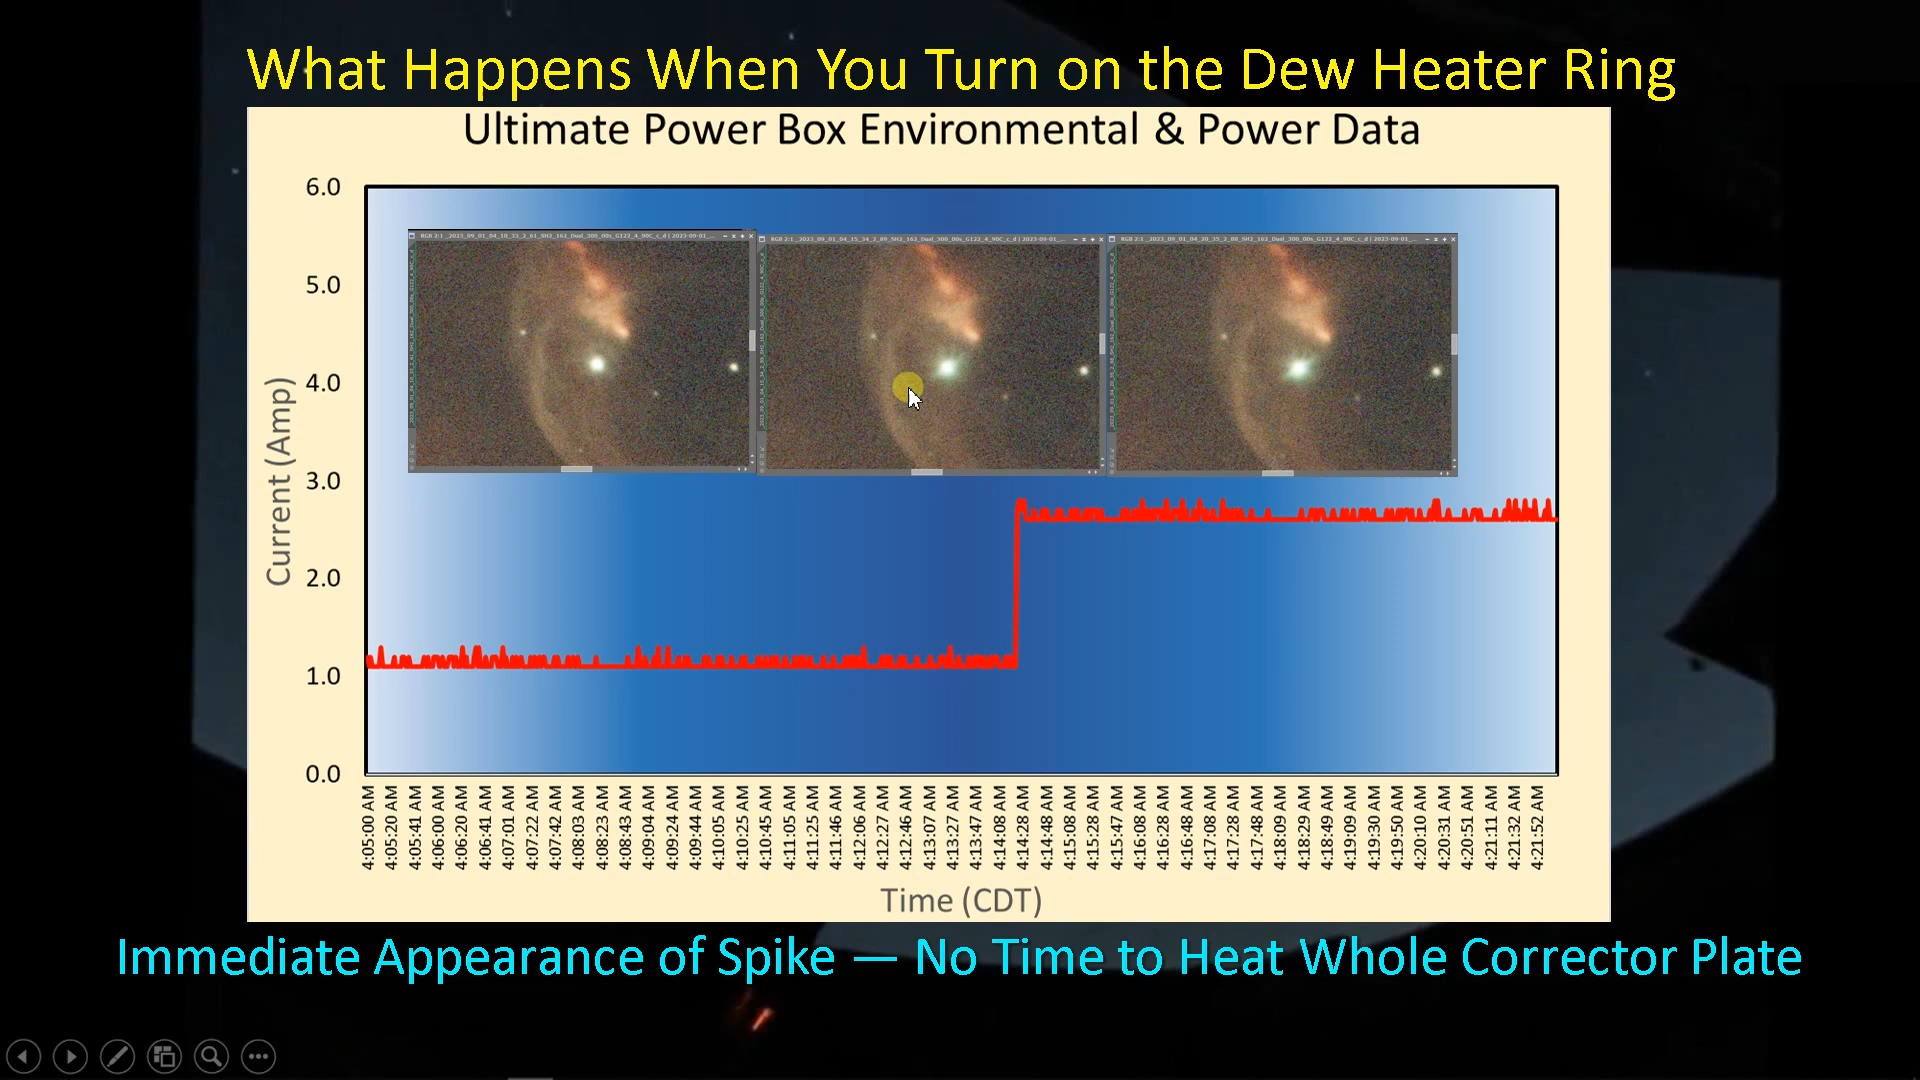 What Happens When You Turn on the Dew Heater Ring
Ultimate Power Box Environmental & Power Data
6.0
5.0
4.0
3.0
2.0
1.0
0.0
Current (Amp)
4:05:00 AM
4:05:20 AM
4:05:41 AM
4:06:00 AM
4:06:20 AM
4:06:41 AM
4:07:01 AM
4:07:22 AM
4:07:42 AM
4:08:03 AM
4:08:23 AM
4:08:43 AM
4:09:04 AM
4:09:24 AM
4:09:44 AM
4:10:05 AM
4:10:25 AM
4:10:45 AM
4:11:05 AM
4:11:25 AM
4:11:46 AM
4:12:06 AM
4:12:27 AM
4:12:46 AM
4:13:07 AM
4:13:27 AM
4:13:47 AM
4:14:08 AM
4:14:28 AM
4:14:48 AM
4:15:08 AM
4:15:28 AM
4:15:47 AM
4:16:08 AM
4:16:28 AM
4:16:48 AM
4:17:08 AM
4:17:28 AM
4:17:48 AM
4:18:09 AM
4:18:29 AM
4:18:49 AM
4:19:09 AM
4:19:30 AM
4:19:50 AM
4:20:10 AM
4:20:31 AM
4:20:51 AM
4:21:11 AM
4:21:32 AM
4:21:52 AM
Time (CDT)
Immediate Appearance of Spike — No Time to Heat Whole Corrector Plate